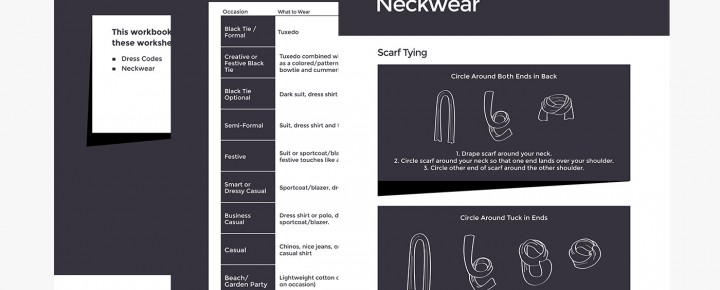 This workbook
these workshe
Dress Codes
Neckwear
Occasion What to Wear
Black Tie /
Formal
Tuxedo
Creative or
Festive Black
Tie
Tuxedo combined w
as a colored/pattern
bowtie and cummer
Black Tie
Optional
Dark suit, dress shirt
Semi-Formal
Suit, dress shirt and
Festive
Suit or sportcoat/bla
festive touches like a
Smart or
Dressy Casual
Sportcoat/blazer, dr
Business
Casual
Dress shirt or polo, d
sportcoat/blazer.
Casual
Chinos, nice jeans, o
casual shirt
Beach/
Garden Party
Lightweight cotton c
on occasion)
Neckwear
Scarf Tying
Circle Around Both Ends in Back
1. Drape scarf around your neck.
2. Circle scarf around your neck so that one end lands over your shoulder.
3. Circle other end of scarf around the other shoulder.
Circle Around Tuck in Ends